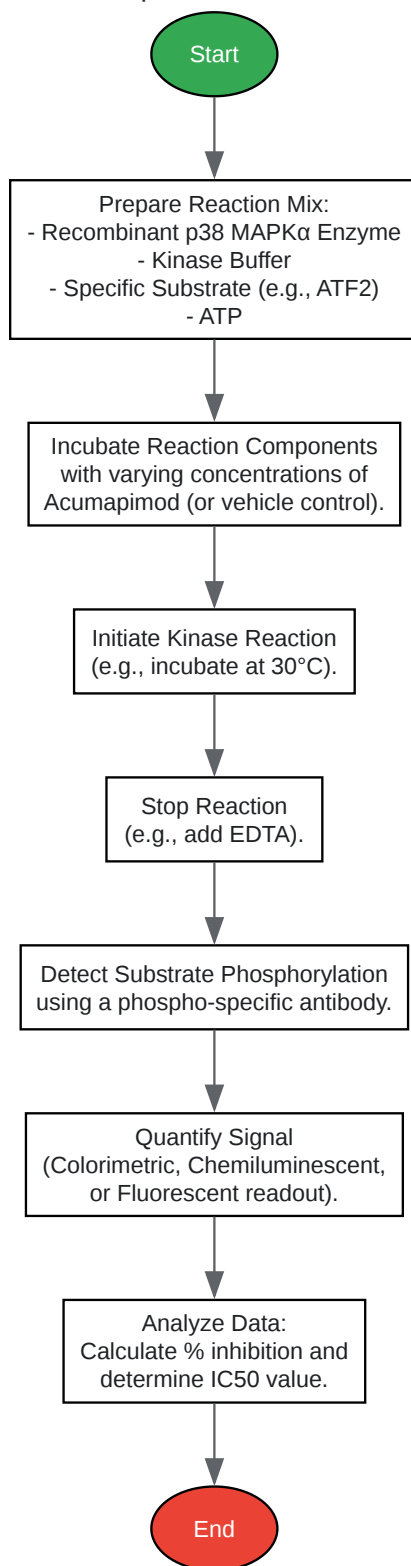 Start
Prepare Reaction Mix:
- Recombinant p38 MAPKα Enzyme
- Kinase Buffer
- Specific Substrate (e.g., ATF2)
- ATP
Incubate Reaction Components
with varying concentrations of
Acumapimod (or vehicle control).
Initiate Kinase Reaction
(e.g., incubate at 30°C).
Stop Reaction
(e.g., add EDTA).
Detect Substrate Phosphorylation
using a phospho-specific antibody.
Quantify Signal
(Colorimetric, Chemiluminescent,
or Fluorescent readout).
Analyze Data:
Calculate % inhibition and
determine IC50 value.
End